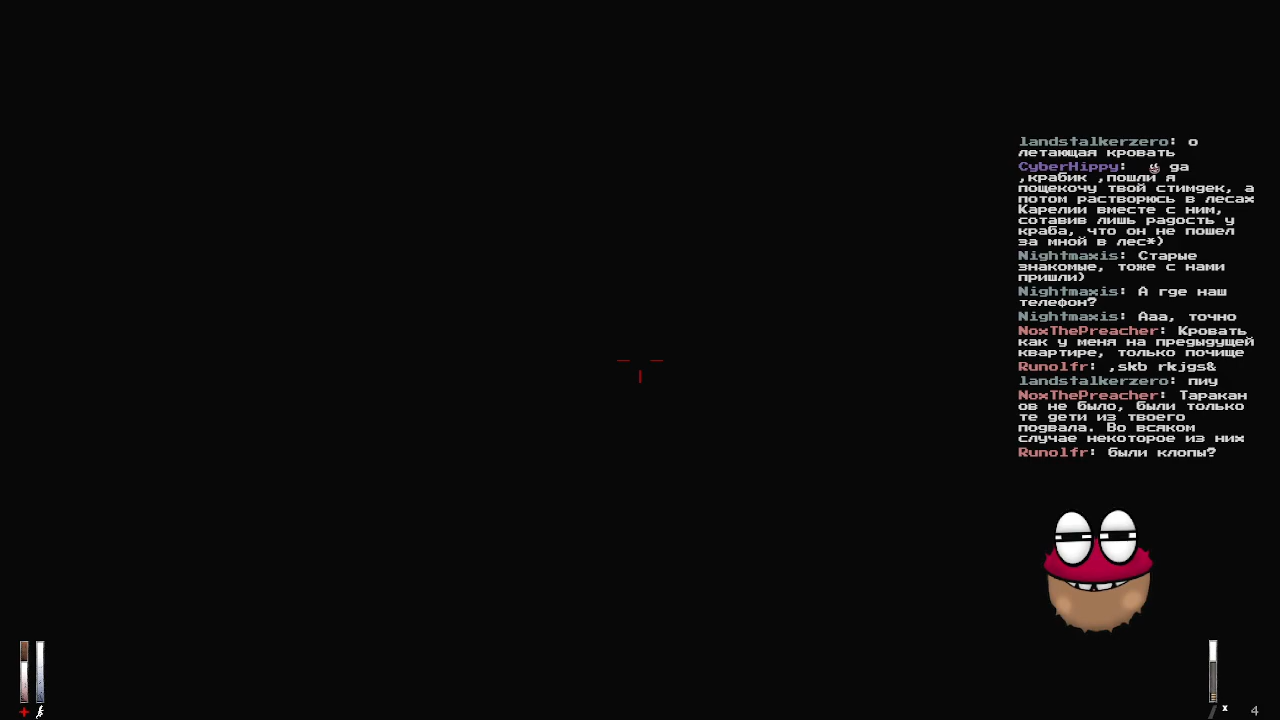 landstalkerzero: о
летающая кровать
CyberHippy: да
,крабик ,пошли я
пощекочу твой стимдек, а
потом растворюсь в лесах
Карелии вместе с ним,
сотавив лишь радость у
краба, что он не пошел
за мной в лес*)
Nightmaxis: Старые
знакомые, тоже с нами
пришли)
Nightmaxis: А где наш
телефон?
Nightmaxis: Ааа, точно
NoxThePreacher: Кровать
как у меня на предыдущей
квартире, только почище
Runolfr: ,skb rkjgs&
landstalkerzero: пиу
NoxThePreacher: Таракан
ов не было, были только
те дети из твоего
подвала. Во всяком
случае некоторое из них
Runolfr: были клопы?
x 4